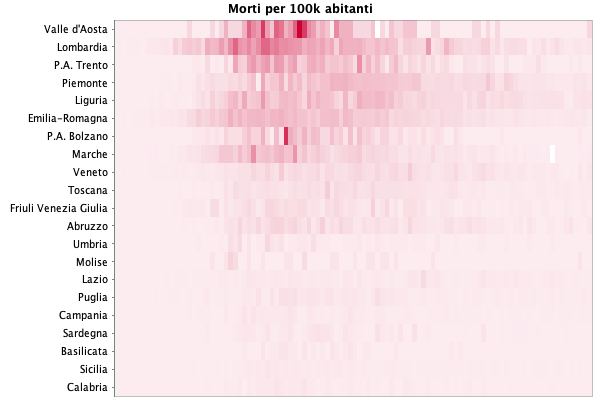 Morti per 100k abitanti
Valle d'Aosta
Lombardia
P.A. Trento
Piemonte
Liguria
Emilia-Romagna
P.A. Bolzano
Marche
Veneto
Toscana
Friuli Venezia Giulia
Abruzzo
Umbria
Molise
Lazio
Puglia
Campania
Sardegna
Basilicata
Sicilia
Calabria